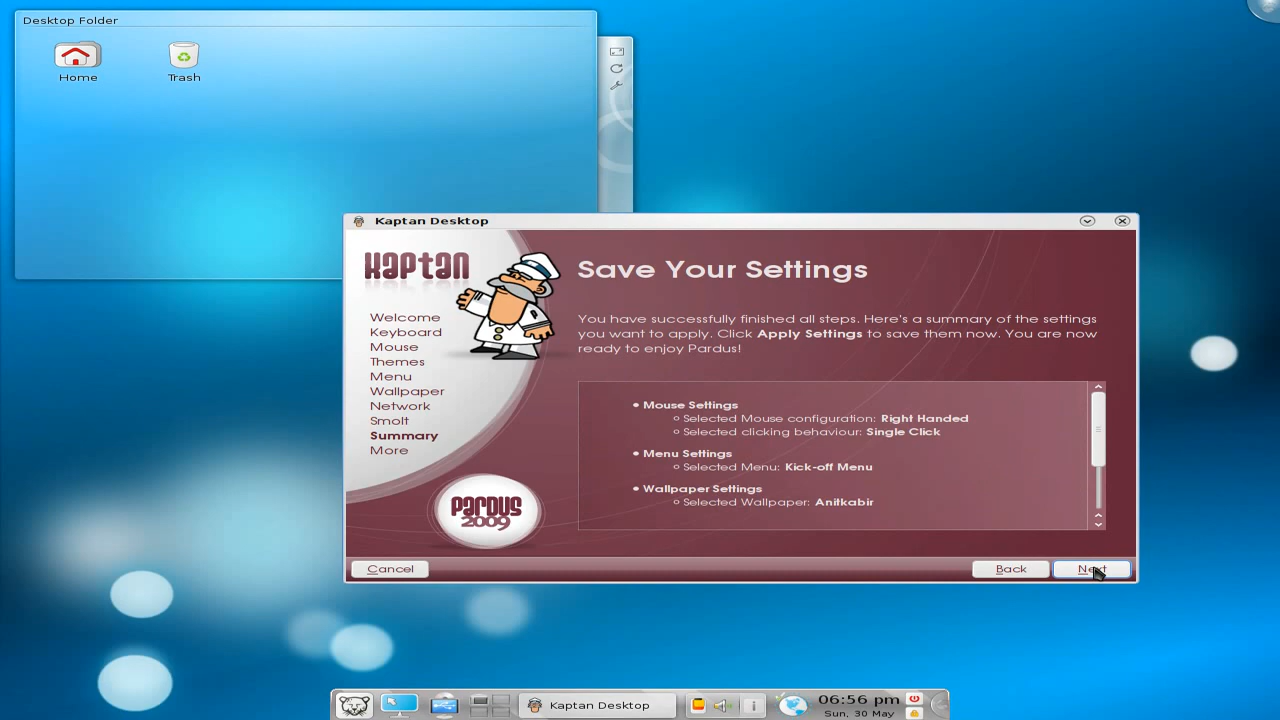 Desktop Folder
Home
Trash
Kaptan Desktop
Kaptan
Welcome
Keyboard
Mouse
Themes
Menu
Wallpaper
Network
Smolt
Summary
More
PARDUS
2009
Save Your Settings
You have successfully finished all steps. Here's a summary of the settings
you want to apply. Click Apply Settings to save them now. You are now
ready to enjoy Pardus!
• Mouse Settings
Selected Mouse configuration: Right Handed
Selected clicking behaviour: Single Click
• Menu Settings
Selected Menu: Kick-off Menu
• Wallpaper Settings
Selected Wallpaper: Anitkabir
Cancel
Back
Next
Kaptan Desktop
i
06:56 pm
Sun, 30 May